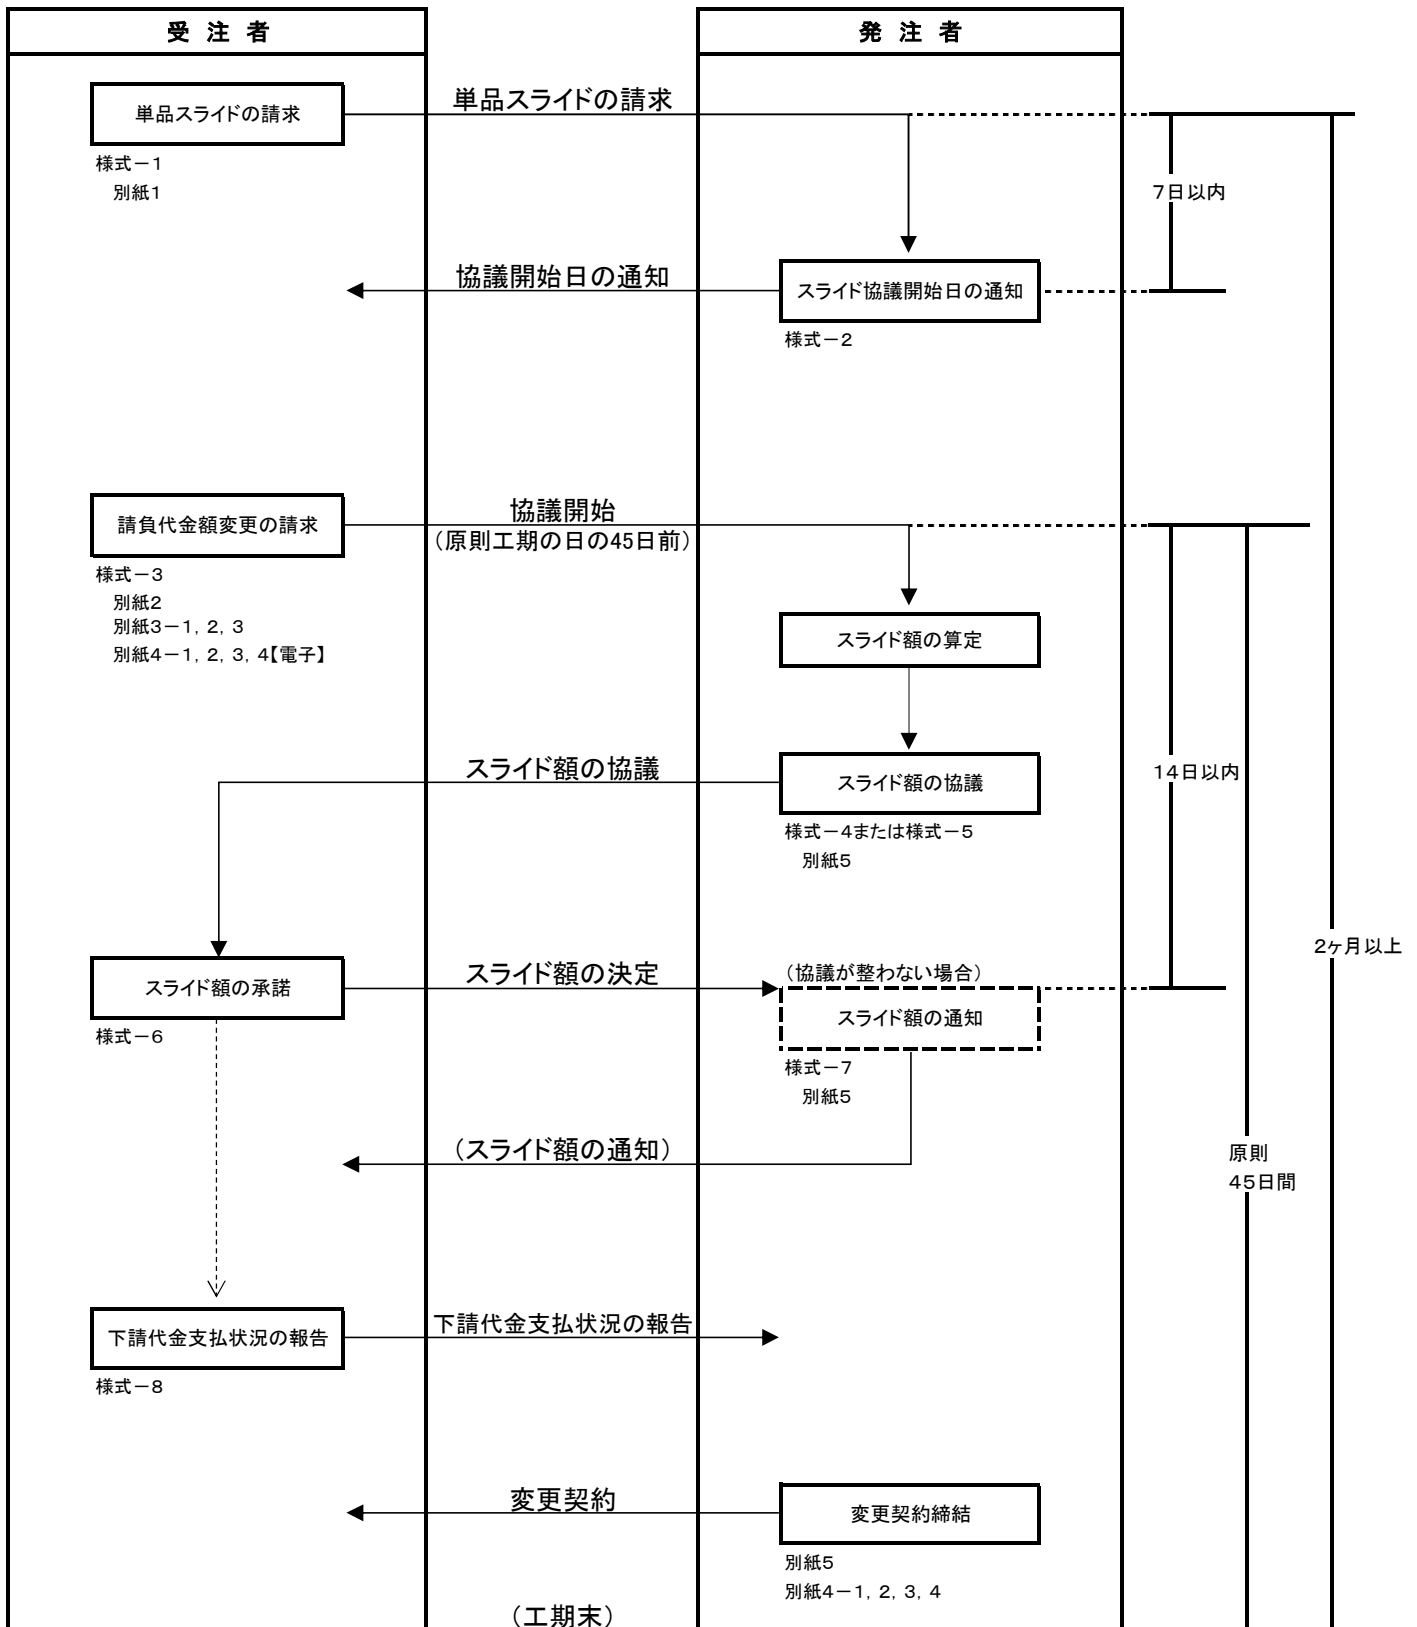 受 注 者
発 注 者
単品スライドの請求
単品スライドの請求
様式－１
別紙１
７日以内
協議開始日の通知
スライド協議開始日の通知
様式－２
請負代金額変更の請求
協議開始
（原則工期の日の45日前）
様式－３
別紙２
別紙３－１，２，３
別紙４－１，２，３，４【電子】
スライド額の算定
スライド額の協議
スライド額の協議
１４日以内
様式－４または様式－５
別紙５
２ヶ月以上
スライド額の承諾
スライド額の決定
（協議が整わない場合）
スライド額の通知
様式－６
様式－７
別紙５
（スライド額の通知）
原則
４５日間
下請代金支払状況の報告
下請代金支払状況の報告
様式－８
変更契約
変更契約締結
別紙５
別紙４－１，２，３，４
（工期末）